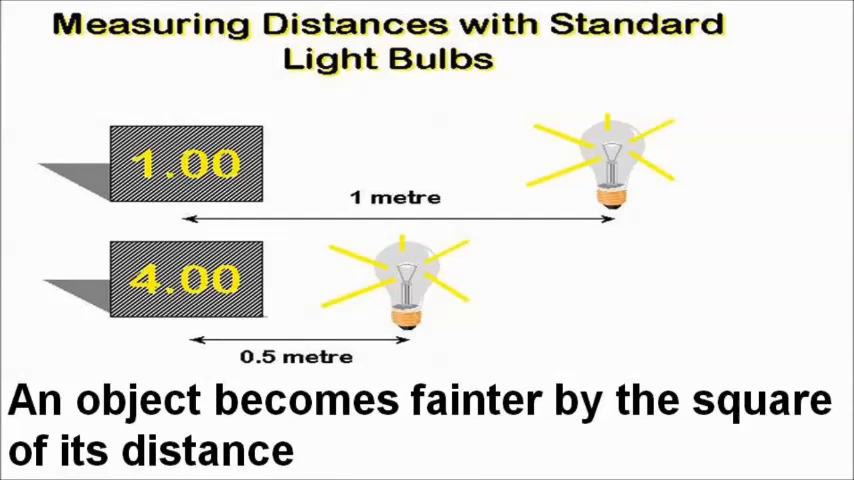 Measuring Distances with Standard
Light Bulbs
1.00
1 metre
4.00
0.5 metre
An object becomes fainter by the square
of its distance